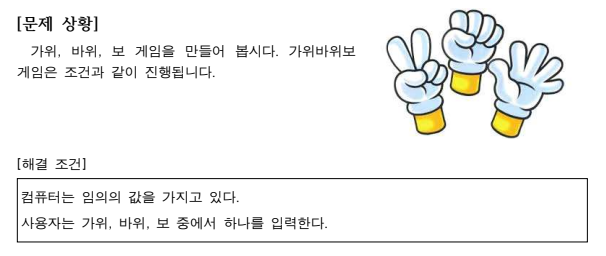 [문제 상황]
가위, 바위, 보 게임을 만들어 봅시다. 가위바위보
게임은 조건과 같이 진행됩니다.
[해결 조건]
컴퓨터는 임의의 값을 가지고 있다.
사용자는 가위, 바위, 보 중에서 하나를 입력한다.